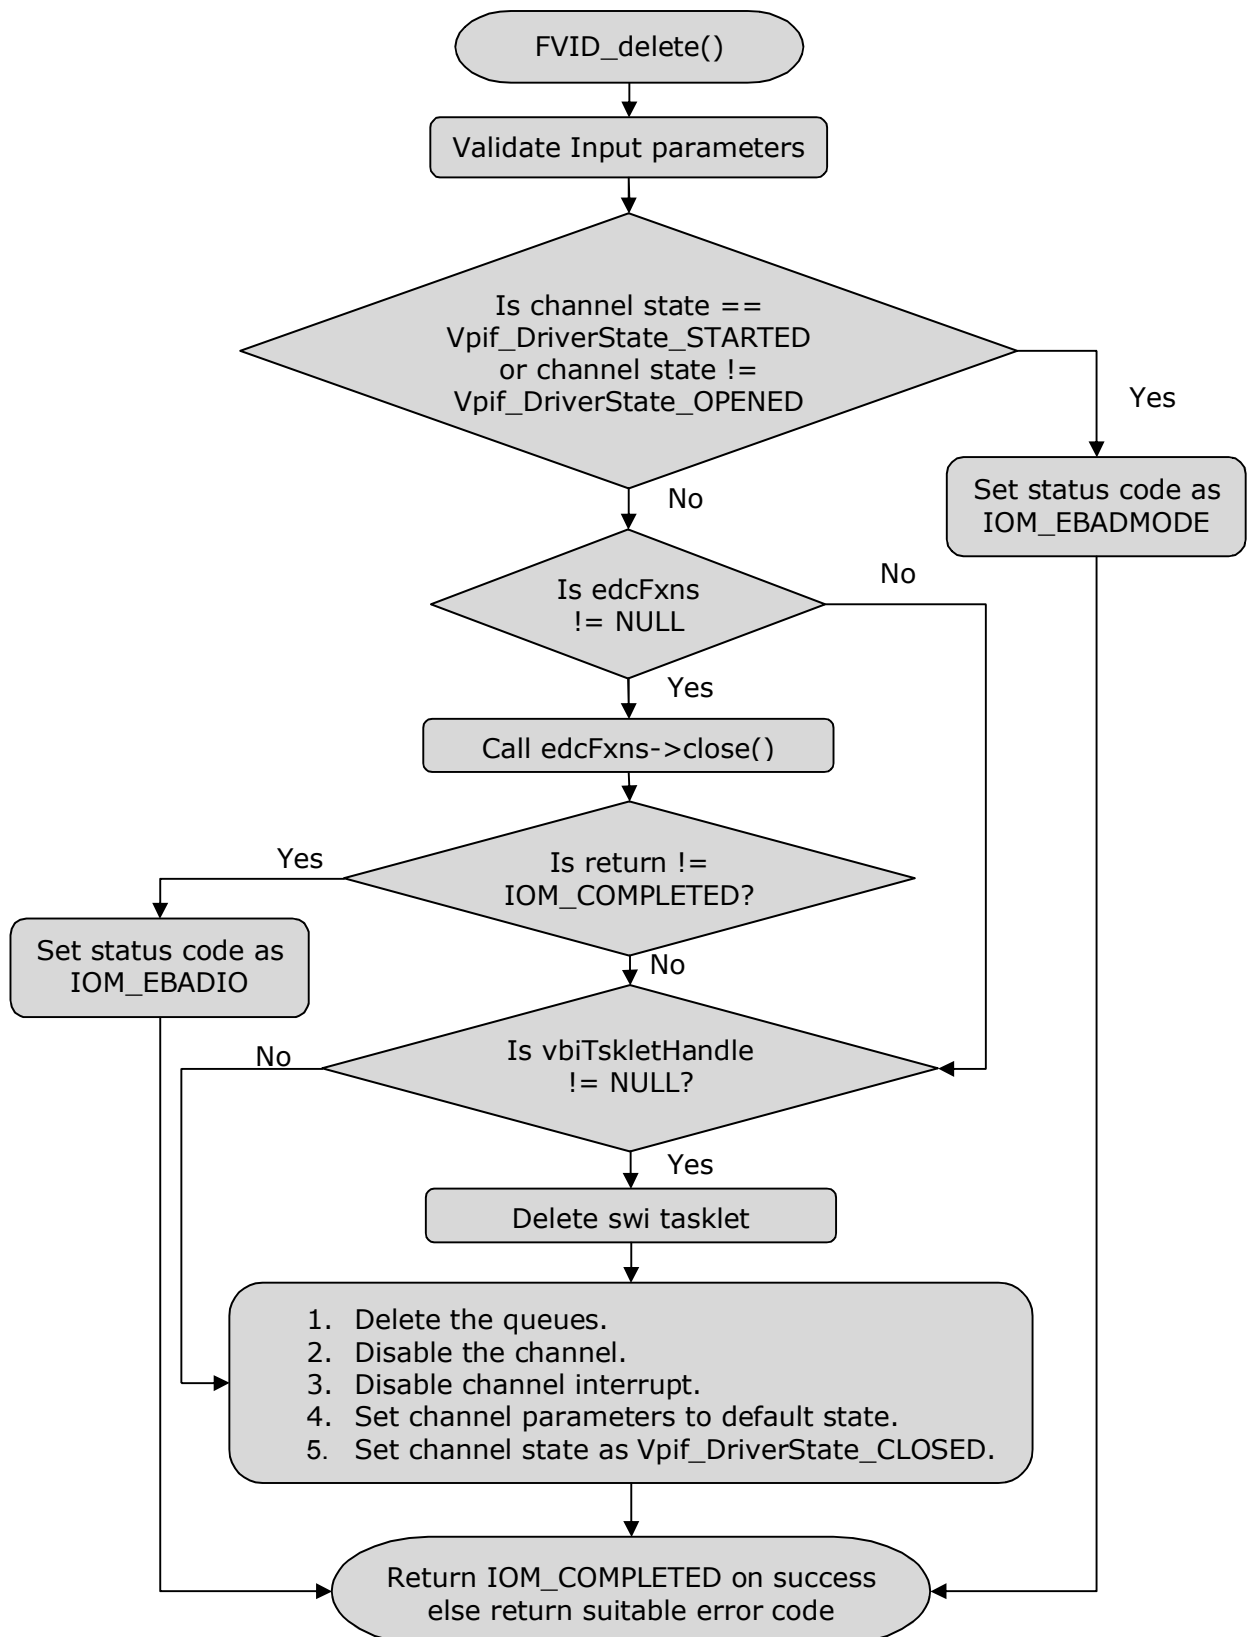 FVID_delete()
Validate Input parameters
Is channel state ==
Vpif_DriverState_STARTED
or channel state !=
Vpif_DriverState_OPENED
Yes
Set status code as
IOM_EBADMODE
No
Is edcFxns
!= NULL
No
Yes
Call edcFxns->close()
Is return !=
IOM_COMPLETED?
Yes
Set status code as
IOM_EBADIO
No
Is vbiTskletHandle
!= NULL?
No
Yes
Delete swi tasklet
1. Delete the queues.
2. Disable the channel.
3. Disable channel interrupt.
4. Set channel parameters to default state.
5. Set channel state as Vpif_DriverState_CLOSED.
Return IOM_COMPLETED on success
else return suitable error code